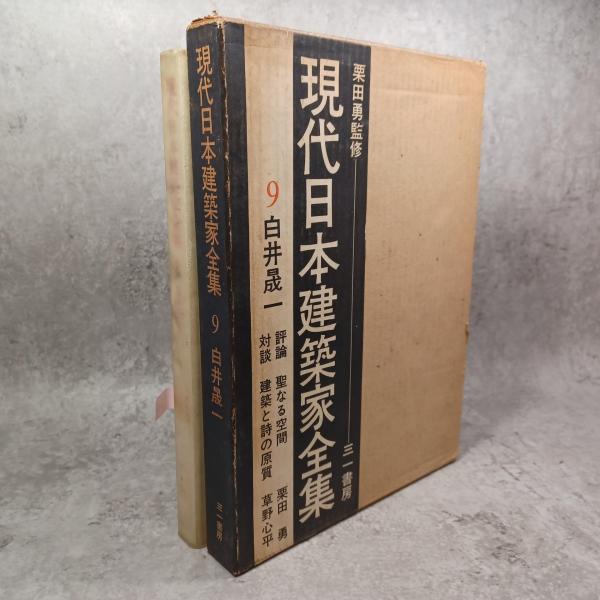 栗田勇監修
三一書房
現代日本建築家全集
9 白井晟一
評論 聖なる空間 栗田 勇
対談 建築と詩の原質 草野心平
現代日本建築家全集 9 白井晟一
三一書房